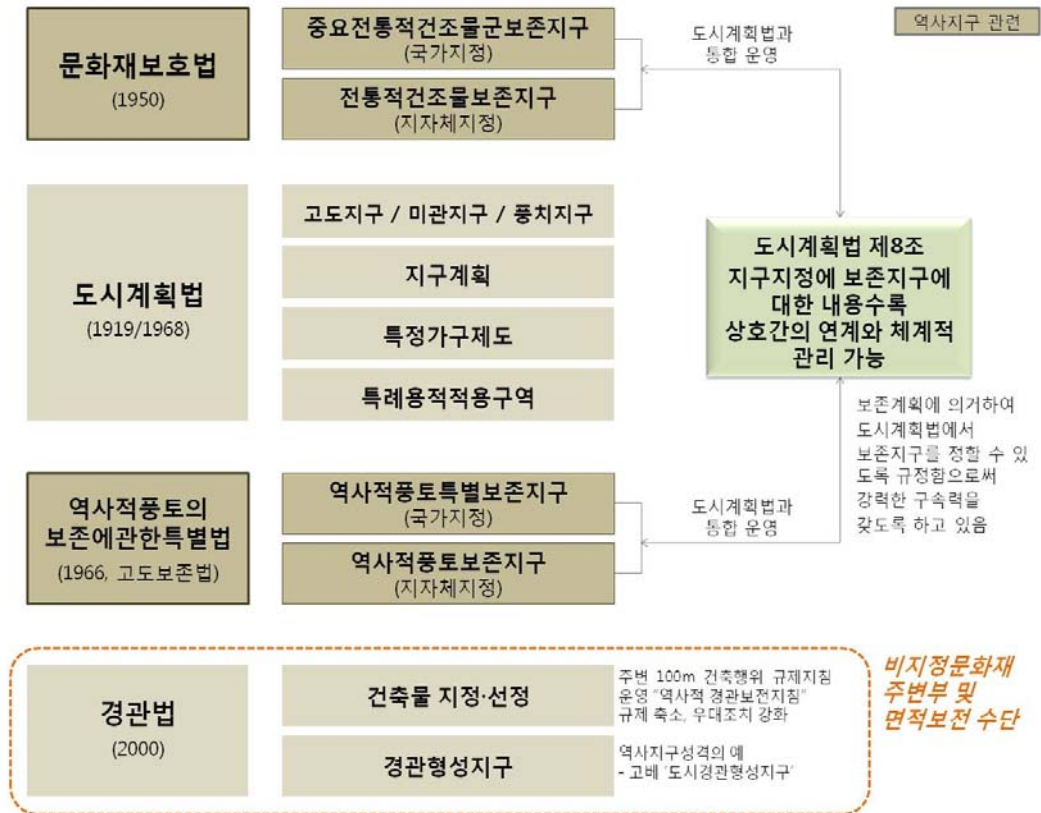 역사지구 관련
문화재보호법
(1950)
중요전통적건조물군보존지구
(국가지정)
전통적건조물보존지구
(지자체지정)
도시계획법과
통합 운영
도시계획법
(1919/1968)
고도지구 / 미관지구 / 풍치지구
지구계획
특정가구제도
특례용적적용구역
도시계획법 제8조
지구지정에 보존지구에
대한 내용수록
상호간의 연계와 체계적
관리 가능
보존계획에 의거하여
도시계획법에서
보존지구를 정할 수 있
도록 규정함으로써
강력한 구속력을
갖도록 하고 있음
역사적풍토의
보존에관한특별법
(1966, 고도보존법)
역사적풍토특별보존지구
(국가지정)
역사적풍토보존지구
(지자체지정)
도시계획법과
통합 운영
경관법
(2000)
건축물 지정·선정
주변 100m 건축행위 규제지침
운영 "역사적 경관보전지침"
규제 축소, 우대조치 강화
경관형성지구
역사지구성격의 예
- 고베 '도시경관형성지구'
비지정문화재
주변부 및
면적보전 수단